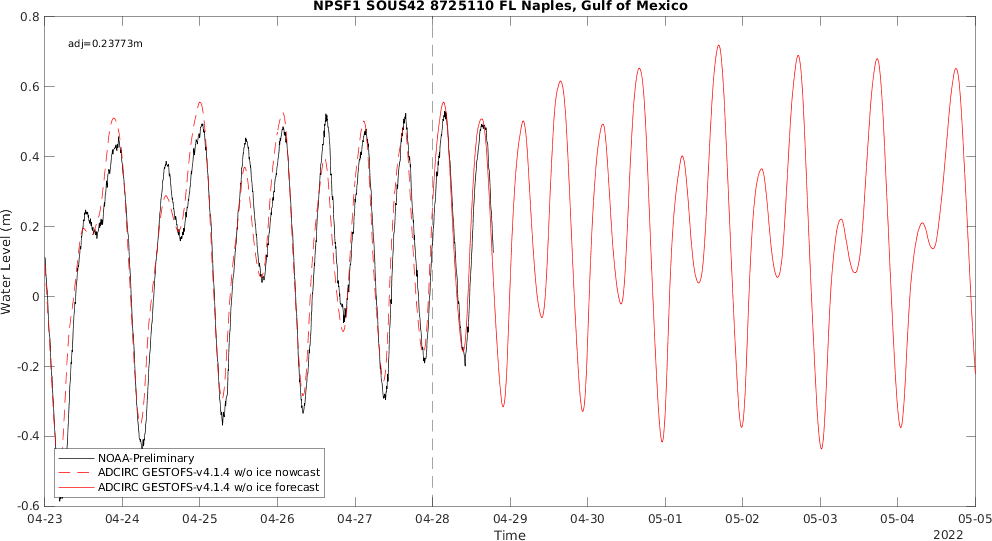 NPSF1 SOUS42 8725110 FL Naples, Gulf of Mexico
adj=0.23773m
0.8
0.6
0.4
0.2
0
-0.2
-0.4
-0.6
Water Level (m)
NOAA-Preliminary
ADCIRC GESTOFS-v4.1.4 w/o ice nowcast
ADCIRC GESTOFS-v4.1.4 w/o ice forecast
04-23 04-24 04-25 04-26 04-27 04-28 04-29 04-30 05-01 05-02 05-03 05-04 05-05
Time
2022